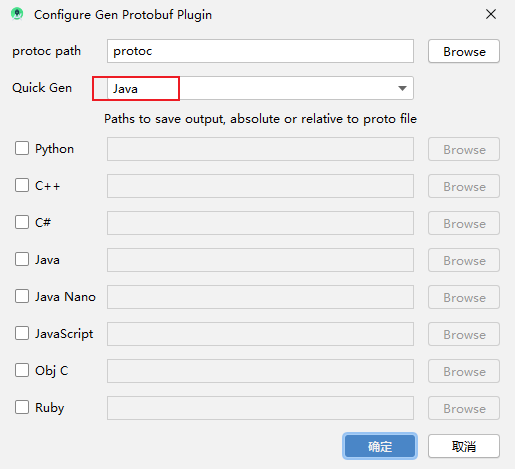 Configure Gen Protobuf Plugin
protoc path protoc Browse
Quick Gen Java
Paths to save output, absolute or relative to proto file
Python Browse
C++ Browse
C# Browse
Java Browse
Java Nano Browse
JavaScript Browse
Obj C Browse
Ruby Browse
确定 取消